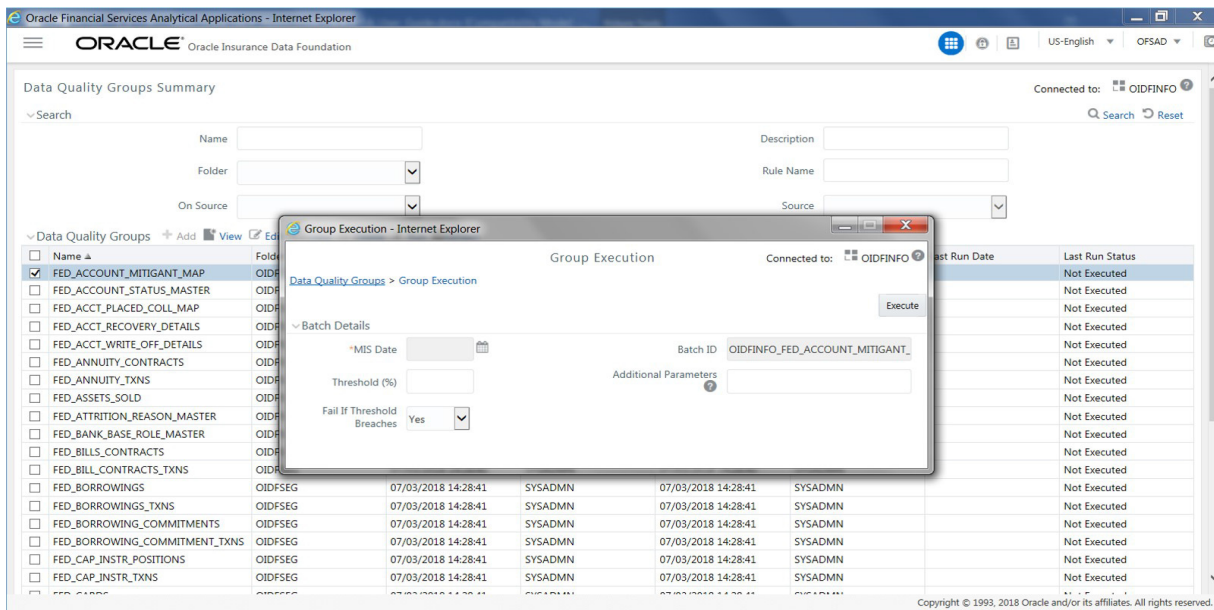 Oracle Financial Services Analytical Applications - Internet Explorer
ORACLE® Oracle Insurance Data Foundation
US-English OFSAD
Data Quality Groups Summary
Connected to: OIDFINFO
Search
Search Reset
Name Description
Folder Rule Name
On Source Source
Data Quality Groups Add View
Name Last Run Status
FED_ACCOUNT_MITIGANT_MAP Not Executed
FED_ACCOUNT_STATUS_MASTER Not Executed
FED_ACCT_PLACED_COLL_MAP Not Executed
FED_ACCT_RECOVERY_DETAILS Not Executed
FED_ACCT_WRITE_OFF_DETAILS Not Executed
FED_ANNUITY_CONTRACTS Not Executed
FED_ANNUITY_TXNS Not Executed
FED_ASSETS_SOLD Not Executed
FED_ATTRITION_REASON_MASTER Not Executed
FED_BANK_BASE_ROLE_MASTER Not Executed
FED_BILLS_CONTRACTS Not Executed
FED_BILL_CONTRACTS_TXNS Not Executed
FED_BORROWINGS OIDFSEG 07/03/2018 14:28:41 SYSADMN 07/03/2018 14:28:41 SYSADMN Not Executed
FED_BORROWINGS_TXNS OIDFSEG 07/03/2018 14:28:41 SYSADMN 07/03/2018 14:28:41 SYSADMN Not Executed
FED_BORROWING_COMMITMENTS OIDFSEG 07/03/2018 14:28:41 SYSADMN 07/03/2018 14:28:41 SYSADMN Not Executed
FED_BORROWING_COMMITMENT_TXNS OIDFSEG 07/03/2018 14:28:41 SYSADMN 07/03/2018 14:28:41 SYSADMN Not Executed
FED_CAP_INSTR_POSITIONS OIDFSEG 07/03/2018 14:28:41 SYSADMN 07/03/2018 14:28:41 SYSADMN Not Executed
FED_CAP_INSTR_TXNS OIDFSEG 07/03/2018 14:28:41 SYSADMN 07/03/2018 14:28:41 SYSADMN Not Executed
Group Execution - Internet Explorer
Group Execution
Connected to: OIDFINFO
Data Quality Groups > Group Execution
Execute
Batch Details
*MIS Date Batch ID OIDFINFO_FED_ACCOUNT_MITIGANT_
Threshold (%) Additional Parameters
Fail If Threshold Breaches Yes
Copyright © 1993, 2018 Oracle and/or its affiliates. All rights reserved.